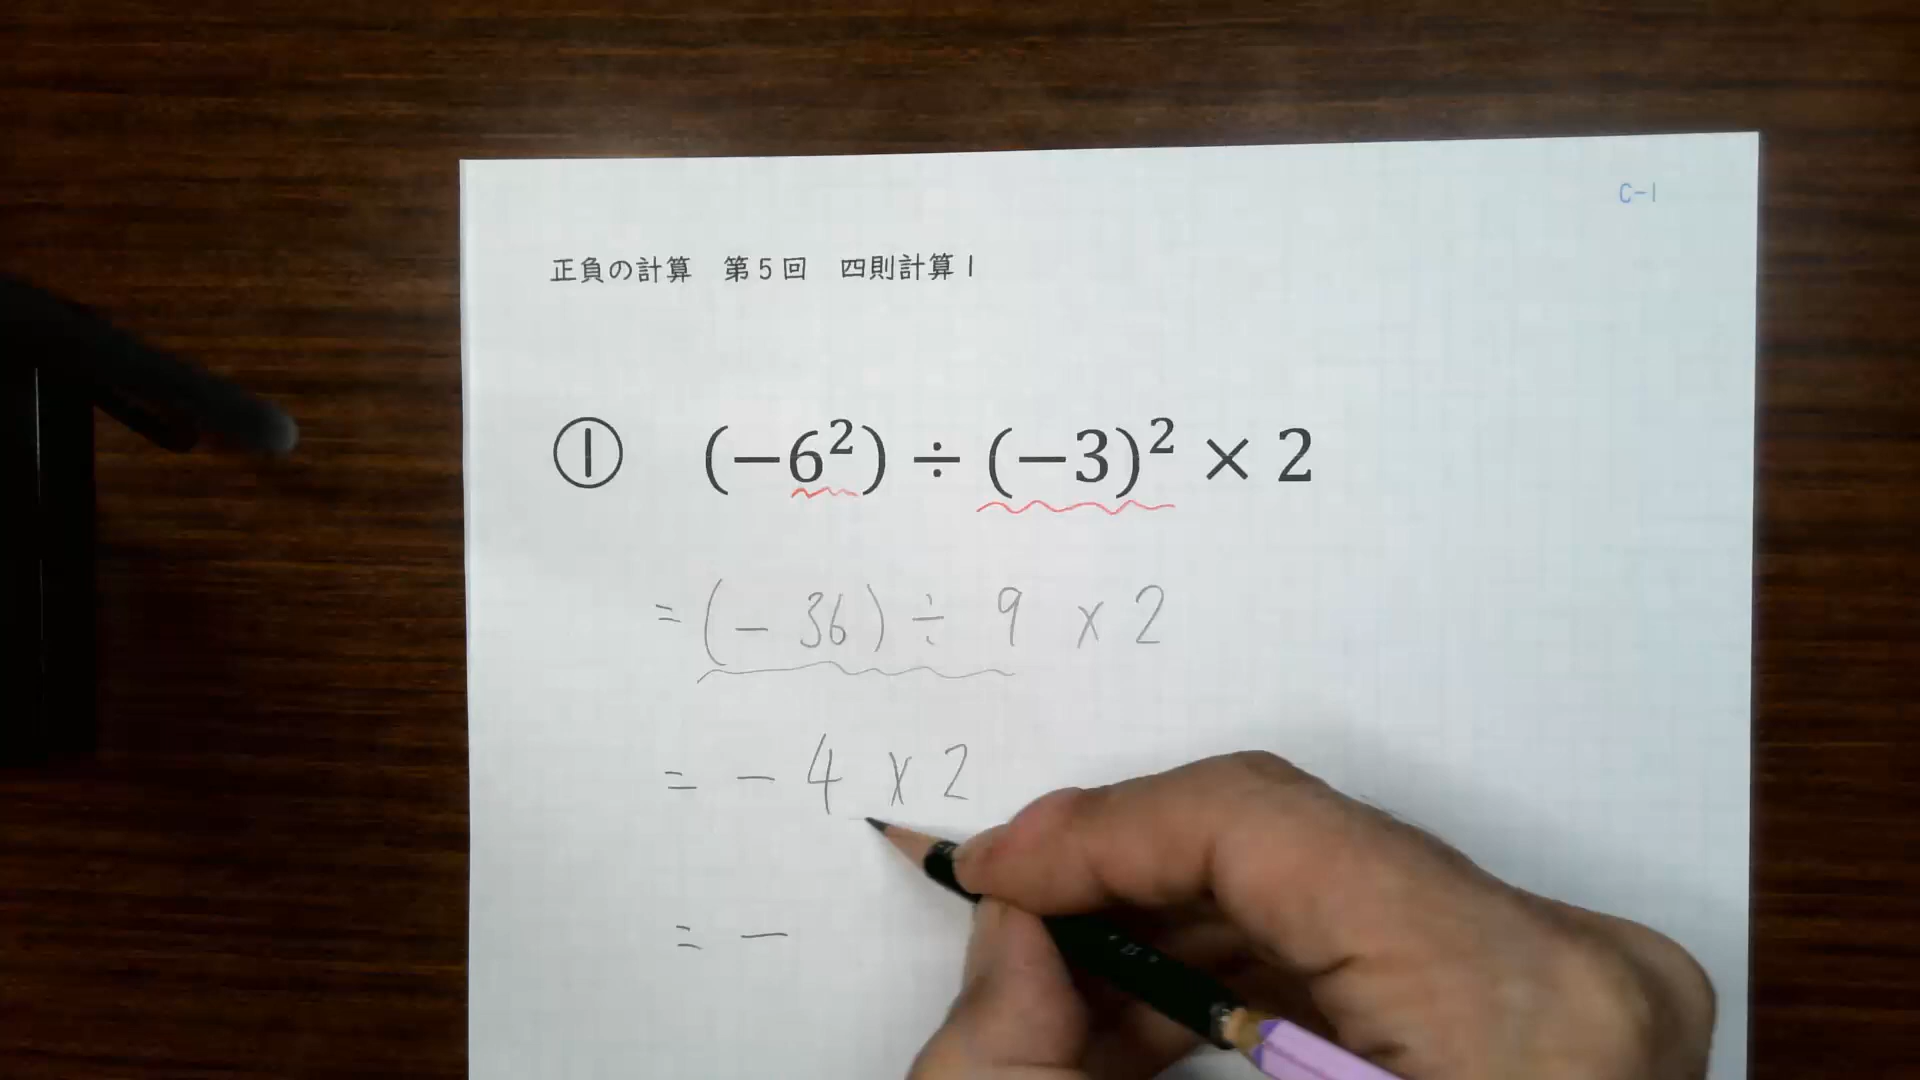 C-1
正負の計算 第5回 四則計算1
① (−6²) ÷ (−3)² × 2
= (− 36) ÷ 9 × 2
= − 4 × 2
= −